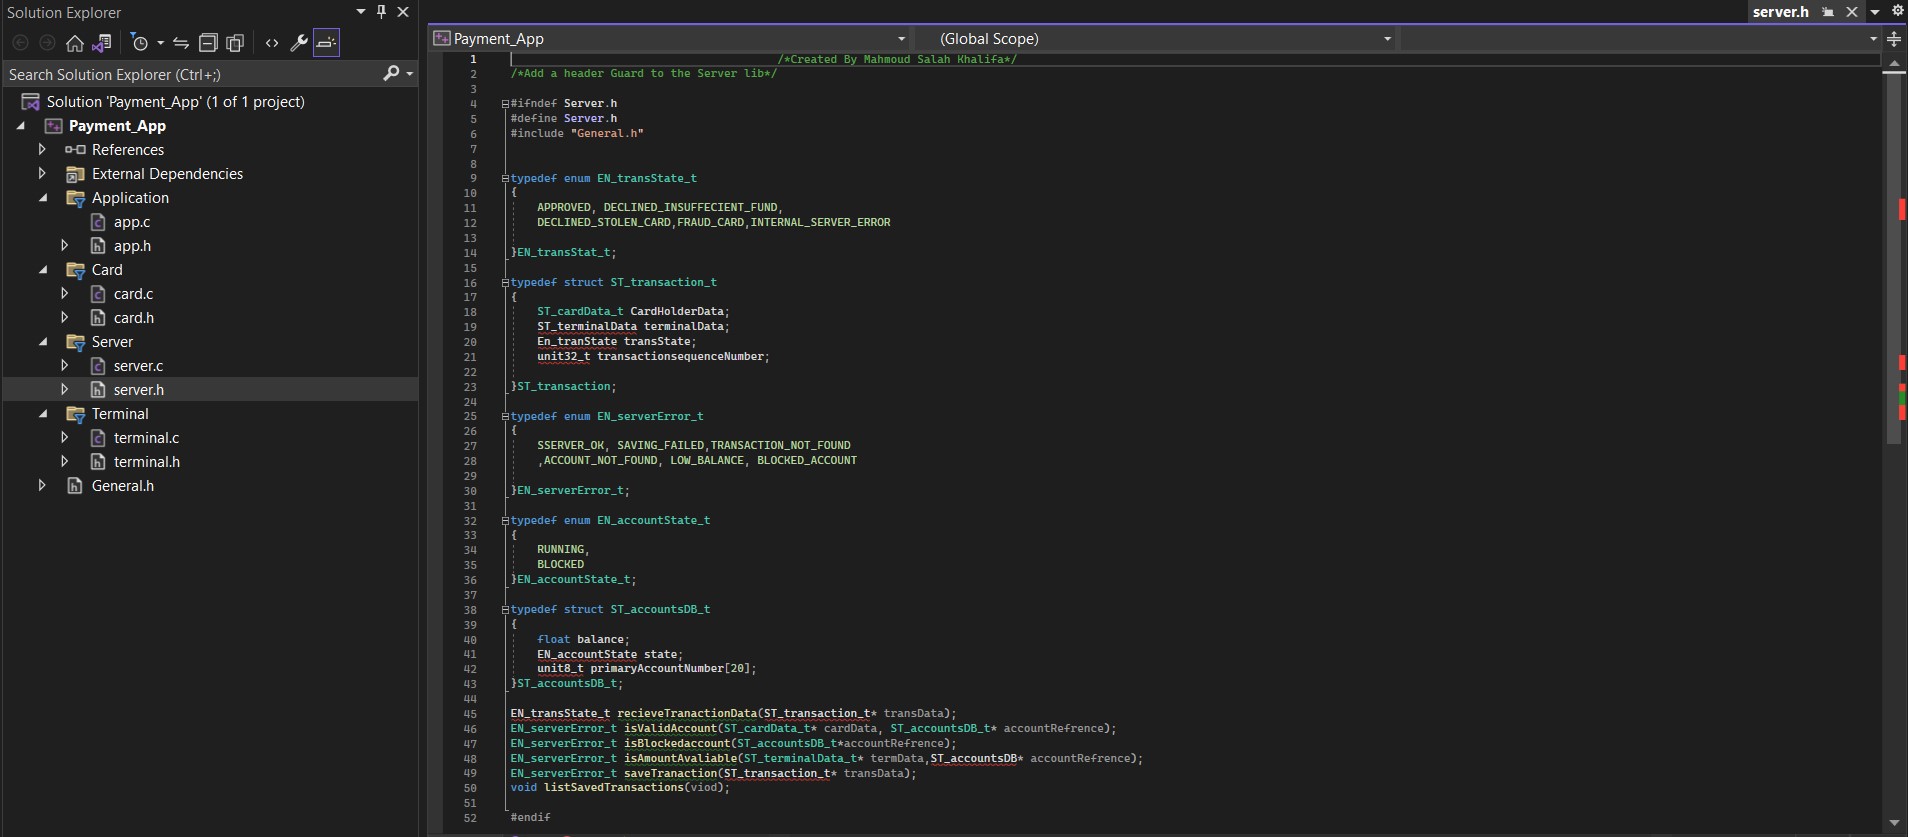 Solution Explorer
Search Solution Explorer (Ctrl+;)
Solution 'Payment_App' (1 of 1 project)
Payment_App
References
External Dependencies
Application
app.c
app.h
Card
card.c
card.h
Server
server.c
server.h
Terminal
terminal.c
terminal.h
General.h
server.h
Payment_App
(Global Scope)
1 /*Created By Mahmoud Salah Khalifa*/
2 /*Add a header Guard to the Server lib*/
3
4 #ifndef Server.h
5 #define Server.h
6 #include "General.h"
7
8
9 typedef enum EN_transState_t
10 {
11 APPROVED, DECLINED_INSUFFECIENT_FUND,
12 DECLINED_STOLEN_CARD,FRAUD_CARD,INTERNAL_SERVER_ERROR
13
14 }EN_transStat_t;
15
16 typedef struct ST_transaction_t
17 {
18 ST_cardData_t CardHolderData;
19 ST_terminalData terminalData;
20 En_tranState transState;
21 unit32_t transactionsequenceNumber;
22
23 }ST_transaction;
24
25 typedef enum EN_serverError_t
26 {
27 SSERVER_OK, SAVING_FAILED,TRANSACTION_NOT_FOUND
28 ,ACCOUNT_NOT_FOUND, LOW_BALANCE, BLOCKED_ACCOUNT
29
30 }EN_serverError_t;
31
32 typedef enum EN_accountState_t
33 {
34 RUNNING,
35 BLOCKED
36 }EN_accountState_t;
37
38 typedef struct ST_accountsDB_t
39 {
40 float balance;
41 EN_accountState state;
42 unit8_t primaryAccountNumber[20];
43 }ST_accountsDB_t;
44
45 EN_transState_t recieveTranactionData(ST_transaction_t* transData);
46 EN_serverError_t isValidAccount(ST_cardData_t* cardData, ST_accountsDB_t* accountRefrence);
47 EN_serverError_t isBlockedaccount(ST_accountsDB_t*accountRefrence);
48 EN_serverError_t isAmountAvaliable(ST_terminalData_t* termData,ST_accountsDB* accountRefrence);
49 EN_serverError_t saveTranaction(ST_transaction_t* transData);
50 void listSavedTransactions(viod);
51
52 #endif